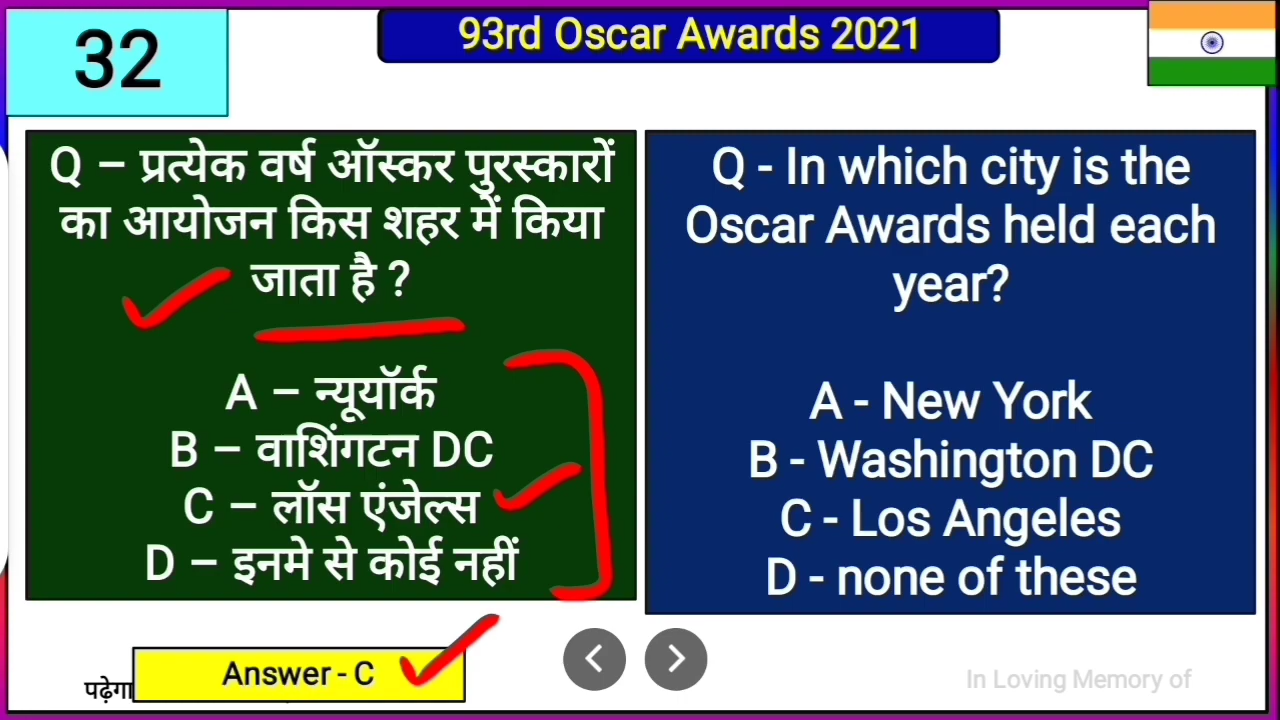 32
93rd Oscar Awards 2021
Q – प्रत्येक वर्ष ऑस्कर पुरस्कारों
का आयोजन किस शहर में किया
जाता है ?
A – न्यूयॉर्क
B – वाशिंगटन DC
C – लॉस एंजेल्स
D – इनमे से कोई नहीं
Q - In which city is the
Oscar Awards held each
year?
A - New York
B - Washington DC
C - Los Angeles
D - none of these
Answer - C
पढ़ेगा
In Loving Memory of